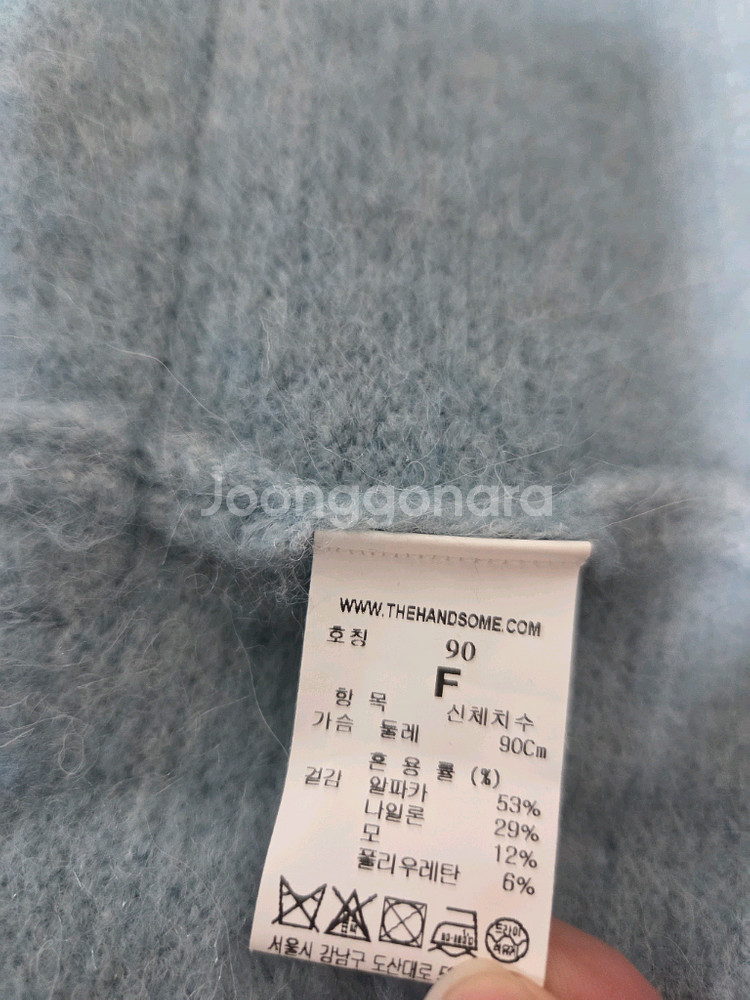 Joonggonara
WWW.THEHANDSOME.COM
호칭 90
F
항 목 신체치수
가슴 둘레 90Cm
혼 용 률 (%)
겉감 알파카 53%
나일론 29%
모 12%
폴리우레탄 6%
서울시 강남구 도산대로